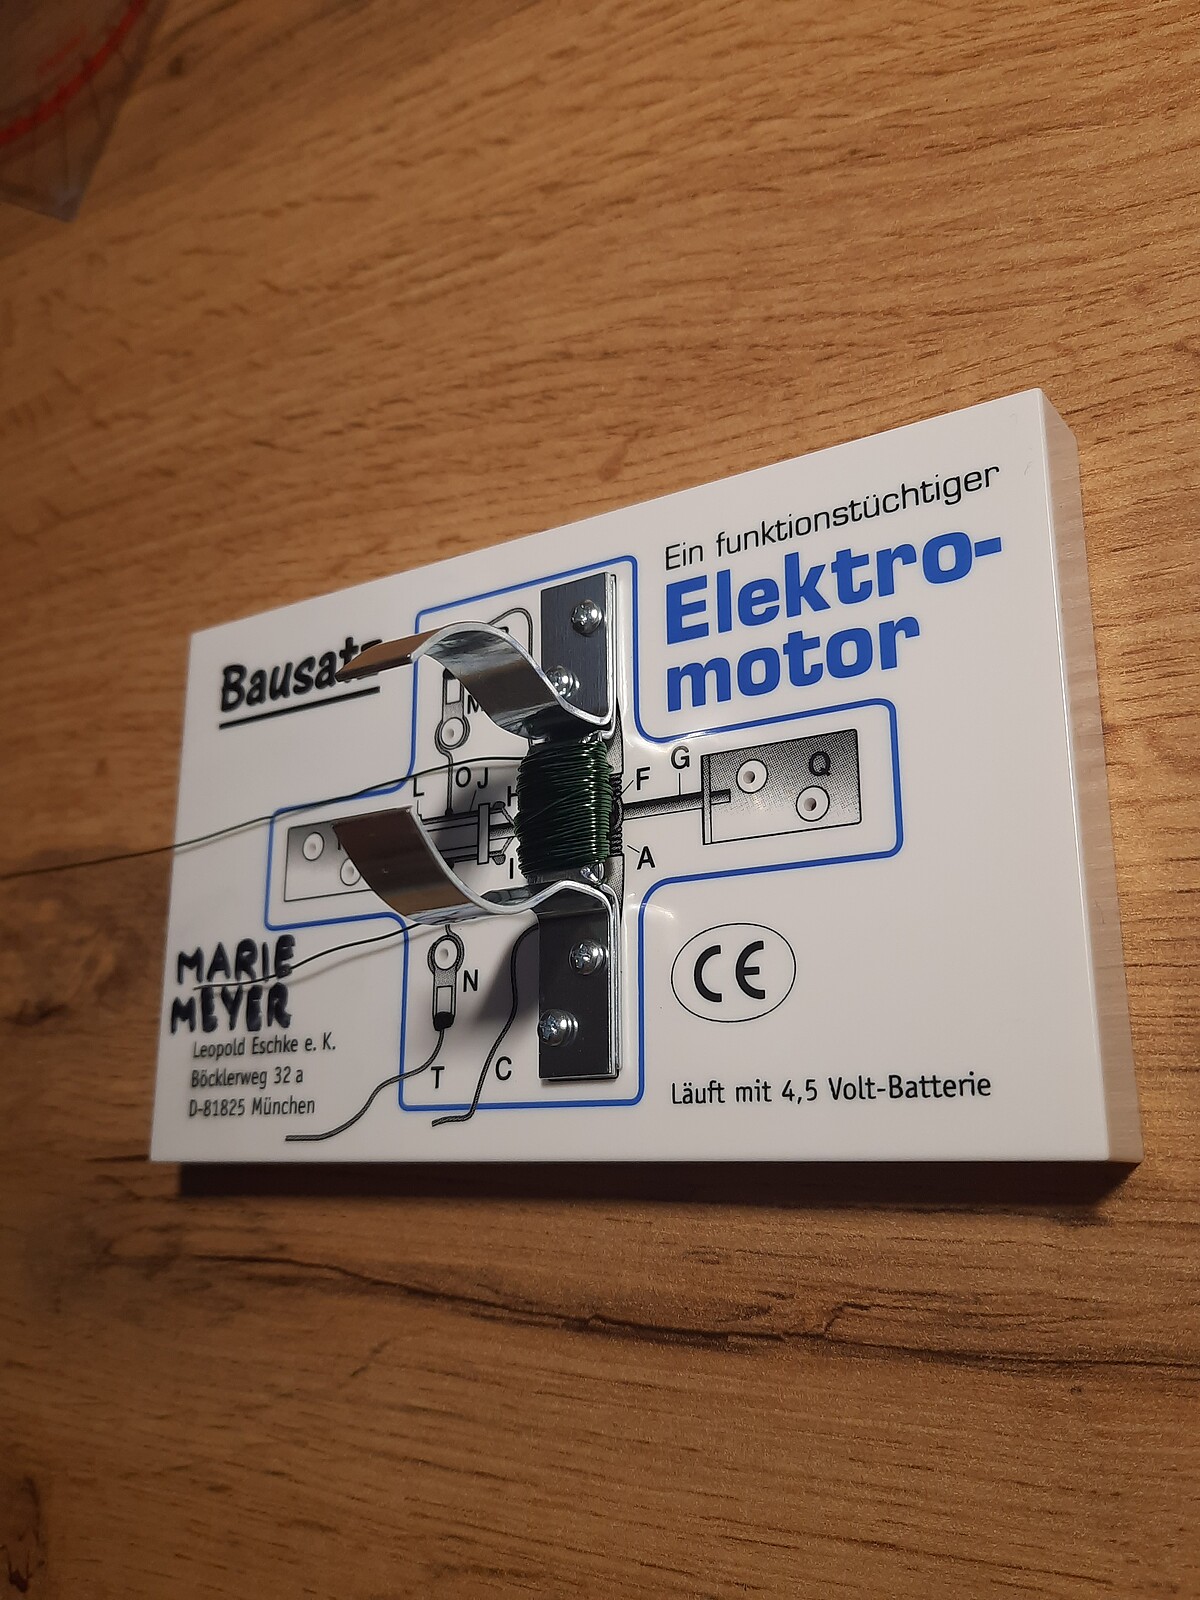 Ein funktionstüchtiger
Elektro-
motor
Bausatz
M
L
O
J
H
I
F
G
Q
A
N
T
C
MARIE
MEYER
Leopold Eschke e. K.
Böcklerweg 32 a
D-81825 München
CE
Läuft mit 4,5 Volt-Batterie